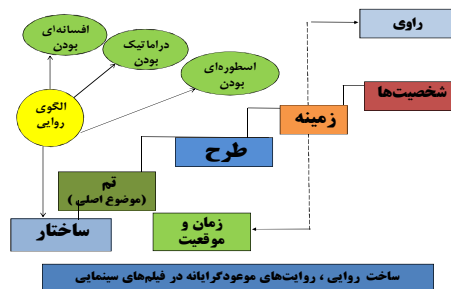 راوی
افسانه‌ای
بودن
دراماتیک
بودن
اسطوره‌ای
بودن
شخصیت‌ها
الگوی
روایی
زمینه
طرح
تم
(موضوع اصلی )
زمان و
موقعیت
ساختار
ساخت روایی ، روایت‌های موعودگرایانه در فیلم‌های سینمایی